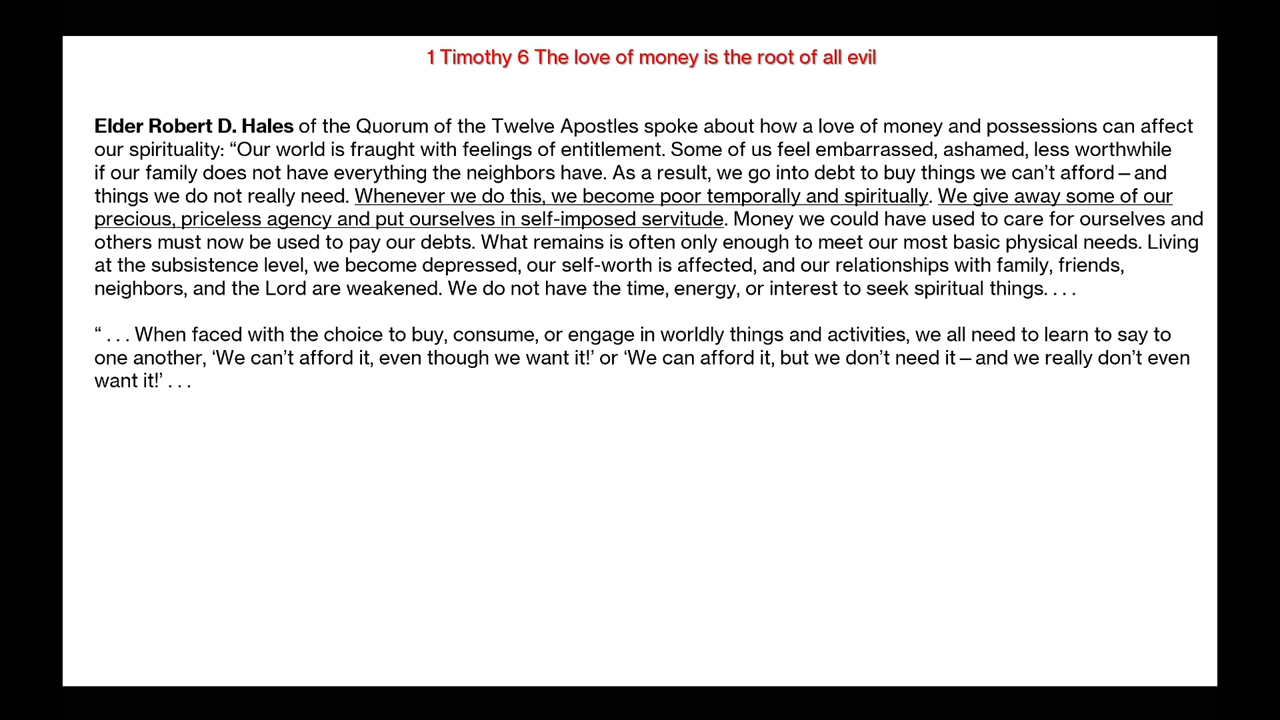 1 Timothy 6 The love of money is the root of all evil
Elder Robert D. Hales of the Quorum of the Twelve Apostles spoke about how a love of money and possessions can affect
our spirituality: “Our world is fraught with feelings of entitlement. Some of us feel embarrassed, ashamed, less worthwhile
if our family does not have everything the neighbors have. As a result, we go into debt to buy things we can’t afford—and
things we do not really need. Whenever we do this, we become poor temporally and spiritually. We give away some of our
precious, priceless agency and put ourselves in self-imposed servitude. Money we could have used to care for ourselves and
others must now be used to pay our debts. What remains is often only enough to meet our most basic physical needs. Living
at the subsistence level, we become depressed, our self-worth is affected, and our relationships with family, friends,
neighbors, and the Lord are weakened. We do not have the time, energy, or interest to seek spiritual things. . . .
“ . . . When faced with the choice to buy, consume, or engage in worldly things and activities, we all need to learn to say to
one another, ‘We can’t afford it, even though we want it!’ or ‘We can afford it, but we don’t need it—and we really don’t even
want it!’ . . .